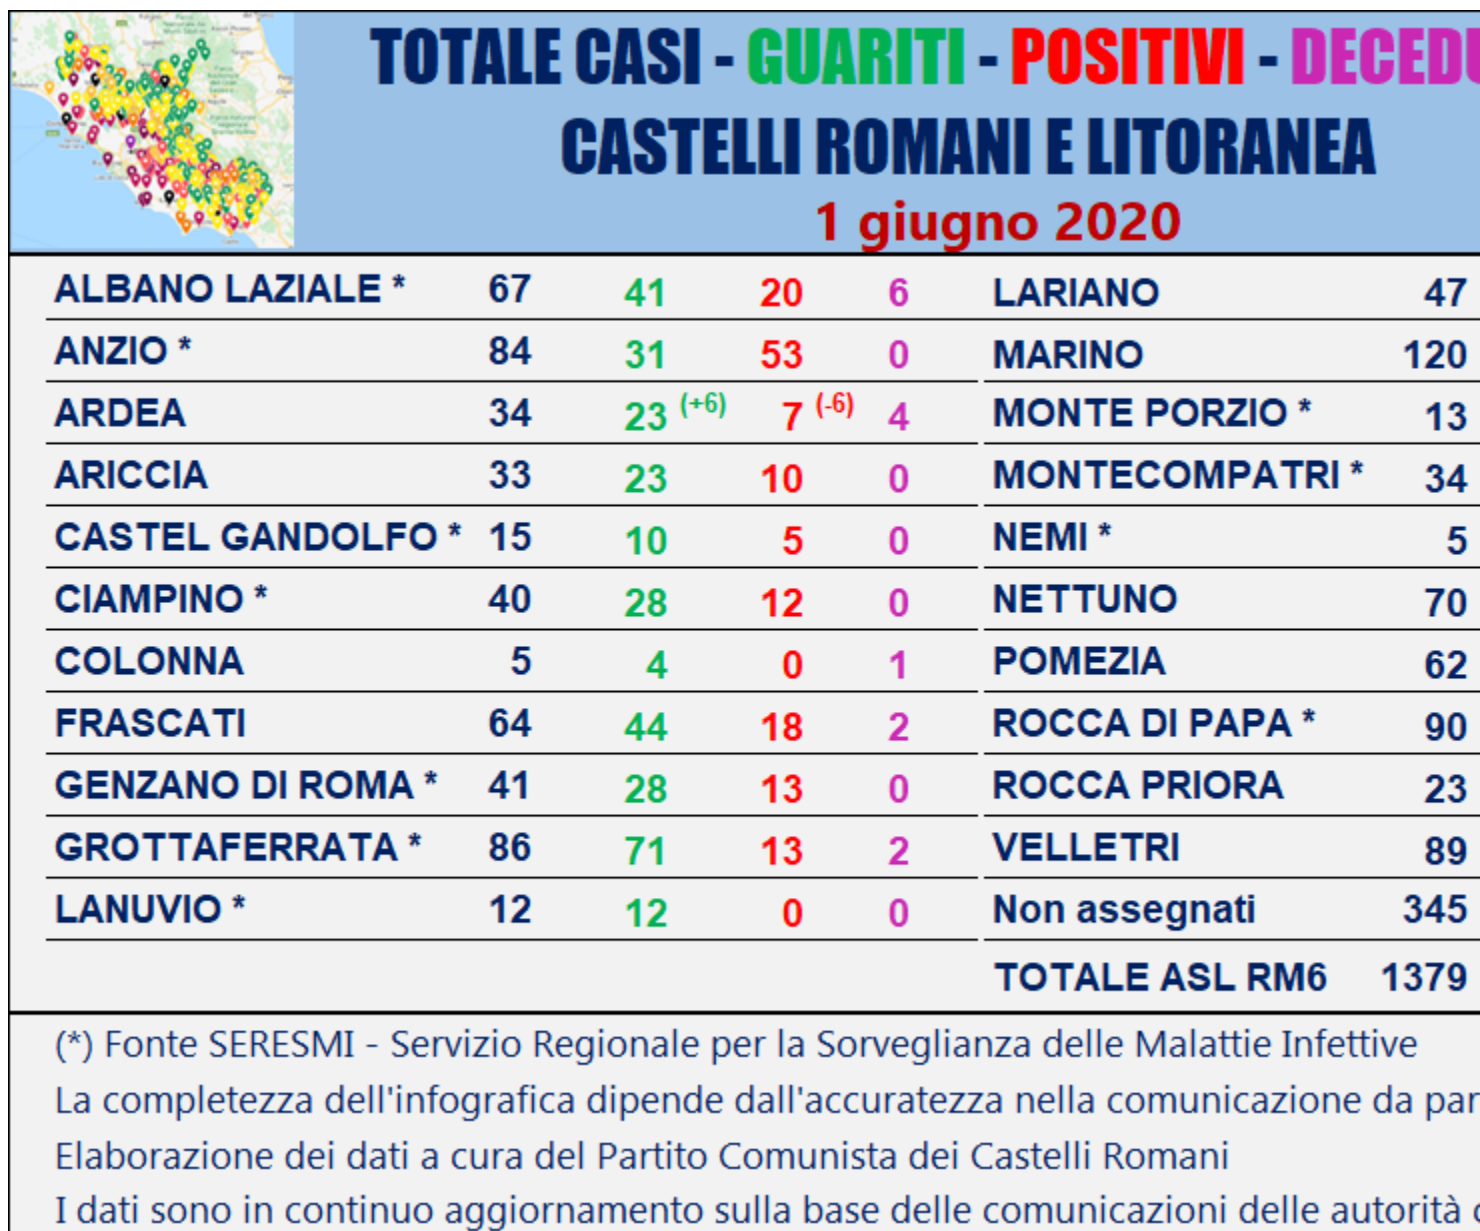 TOTALE CASI - GUARITI - POSITIVI - DECEDU
CASTELLI ROMANI E LITORANEA
1 giugno 2020
ALBANO LAZIALE * 67 41 20 6 LARIANO 47
ANZIO * 84 31 53 0 MARINO 120
ARDEA 34 23 (+6) 7 (-6) 4 MONTE PORZIO * 13
ARICCIA 33 23 10 0 MONTECOMPATRI * 34
CASTEL GANDOLFO * 15 10 5 0 NEMI * 5
CIAMPINO * 40 28 12 0 NETTUNO 70
COLONNA 5 4 0 1 POMEZIA 62
FRASCATI 64 44 18 2 ROCCA DI PAPA * 90
GENZANO DI ROMA * 41 28 13 0 ROCCA PRIORA 23
GROTTAFERRATA * 86 71 13 2 VELLETRI 89
LANUVIO * 12 12 0 0 Non assegnati 345
TOTALE ASL RM6 1379
(*) Fonte SERESMI - Servizio Regionale per la Sorveglianza delle Malattie Infettive
La completezza dell'infografica dipende dall'accuratezza nella comunicazione da par
Elaborazione dei dati a cura del Partito Comunista dei Castelli Romani
I dati sono in continuo aggiornamento sulla base delle comunicazioni delle autorità